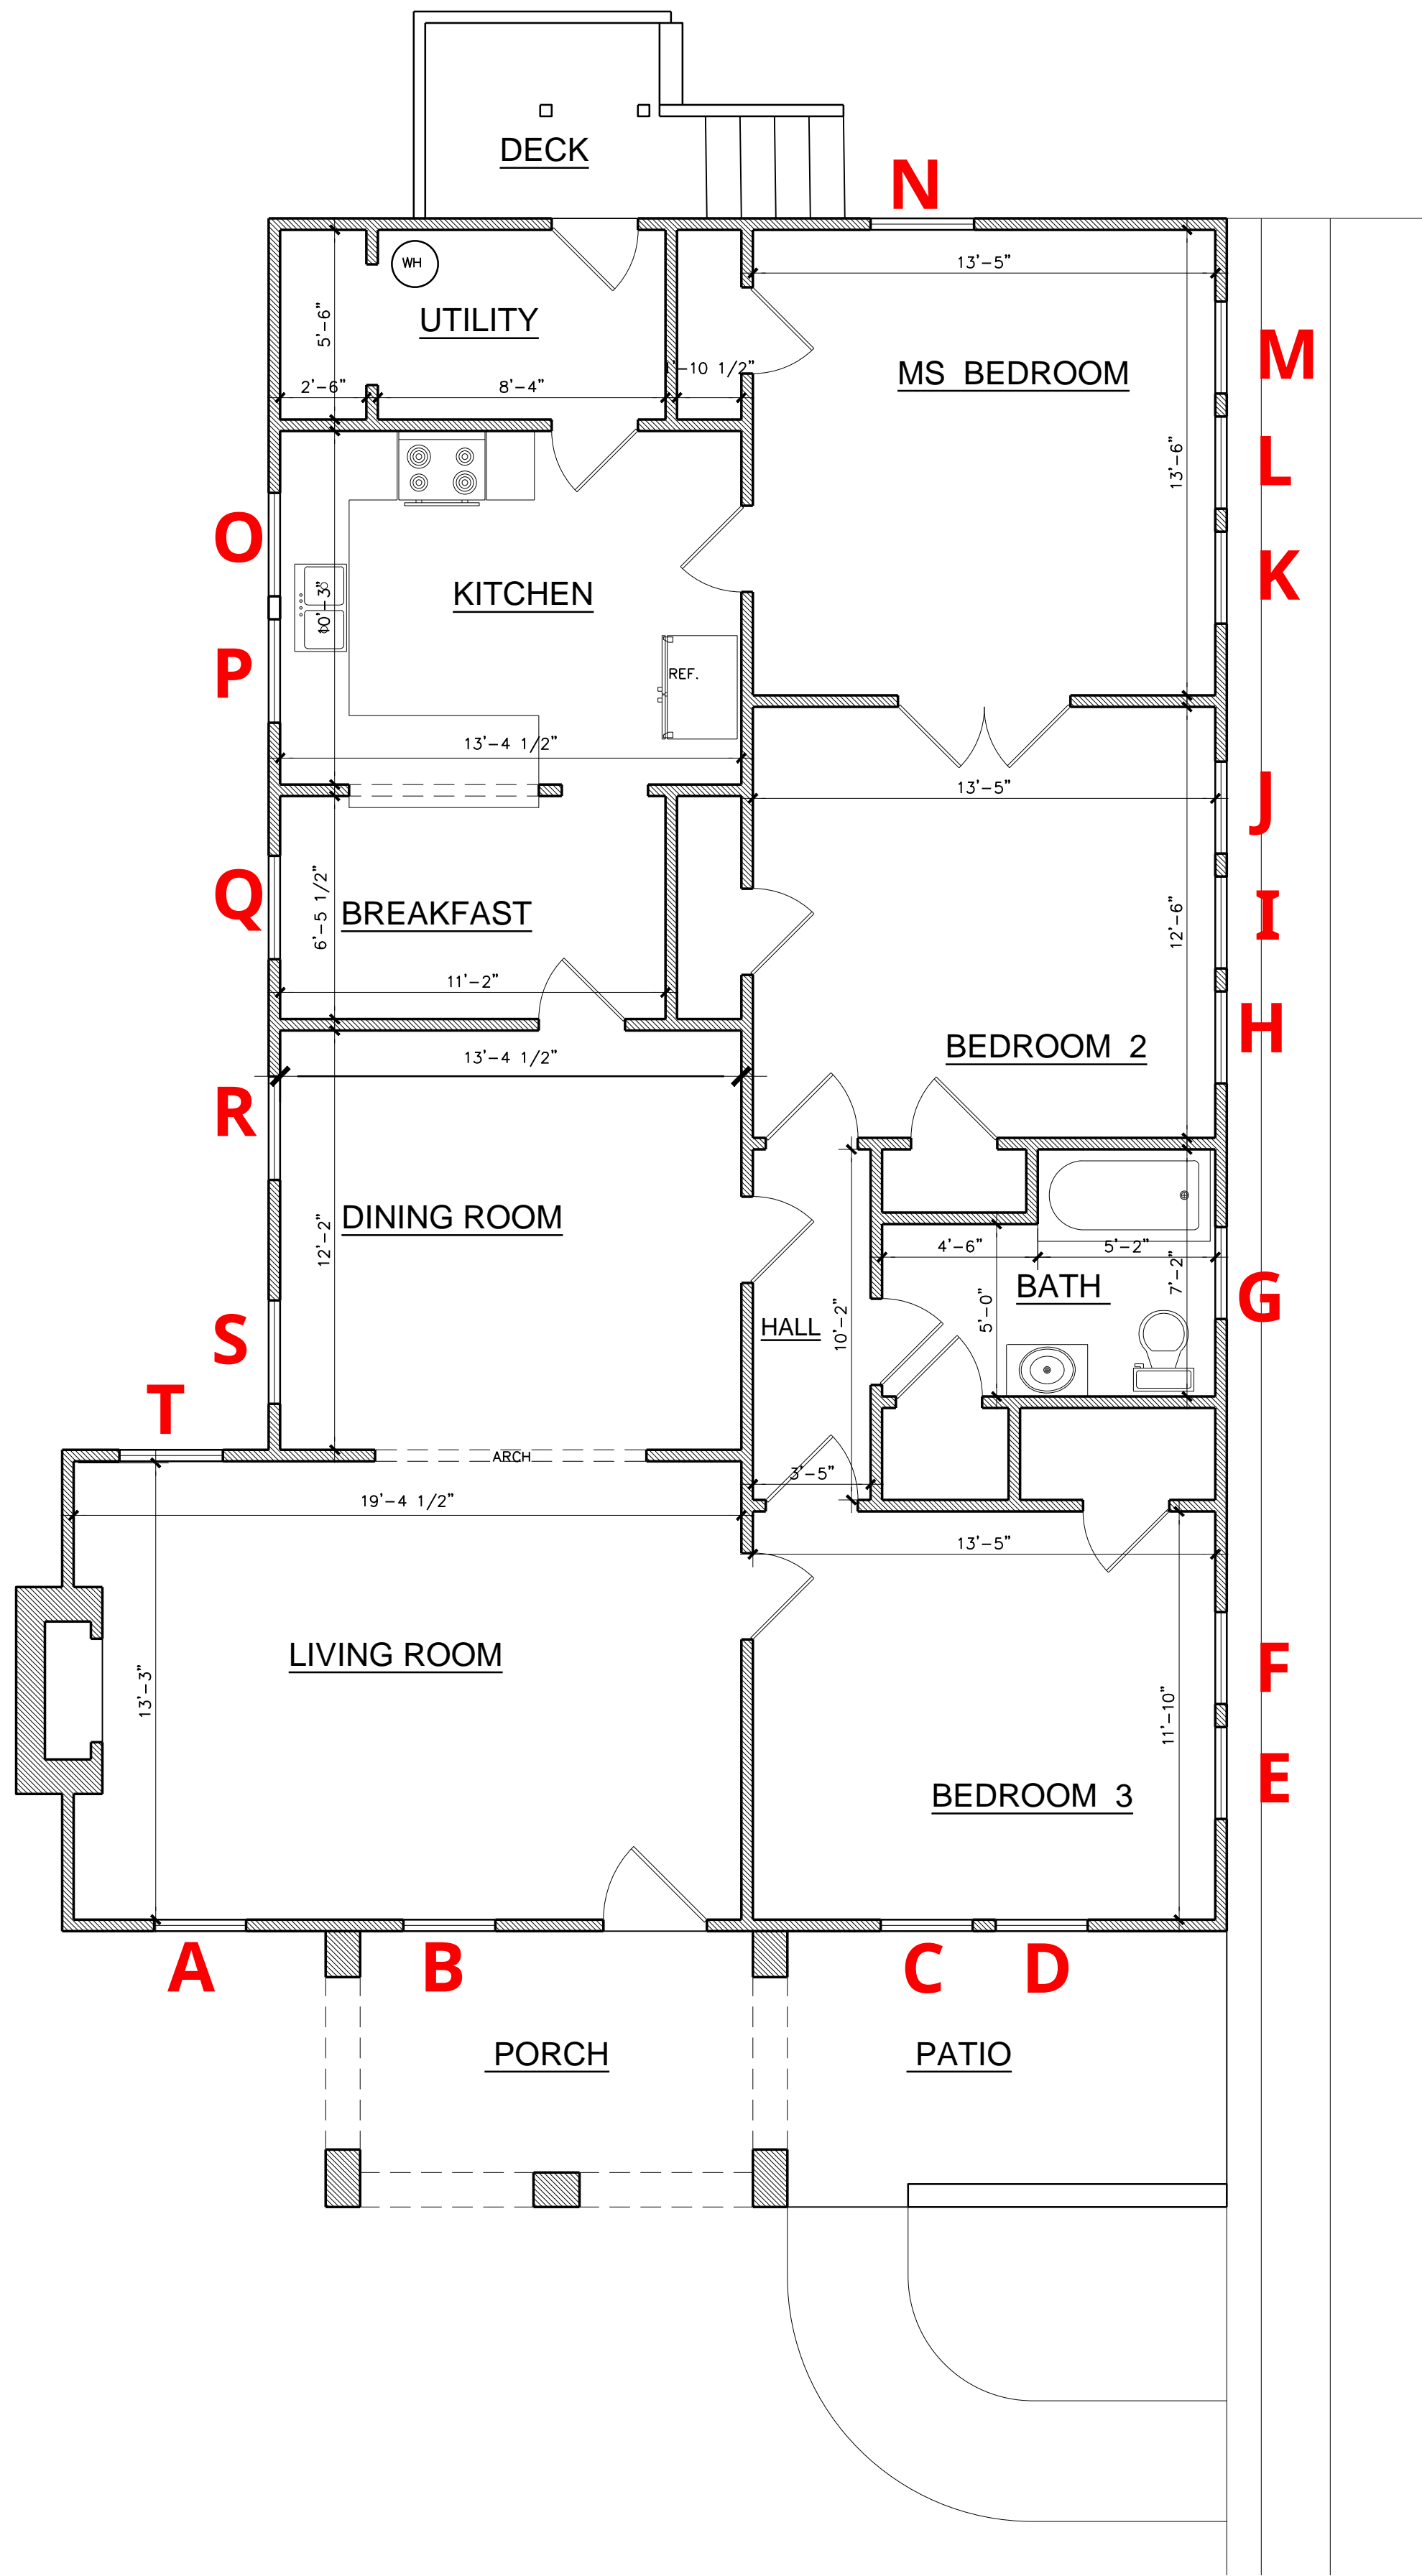 DECK
N
WH
13'-5"
UTILITY
5'-6"
M
2'-6"
8'-4"
'-10 1/2"
MS BEDROOM
L
13'-6"
O
K
KITCHEN
10'-3"
P
REF.
13'-4 1/2"
J
13'-5"
Q
6'-5 1/2"
BREAKFAST
12'-6"
I
11'-2"
H
BEDROOM 2
13'-4 1/2"
R
DINING ROOM
12'-2"
4'-6"
5'-2"
7'-2"
BATH
G
5'-0"
HALL
10'-2"
S
T
ARCH
3'-5"
19'-4 1/2"
13'-5"
LIVING ROOM
13'-3"
F
11'-10"
E
BEDROOM 3
A
B
C
D
PORCH
PATIO